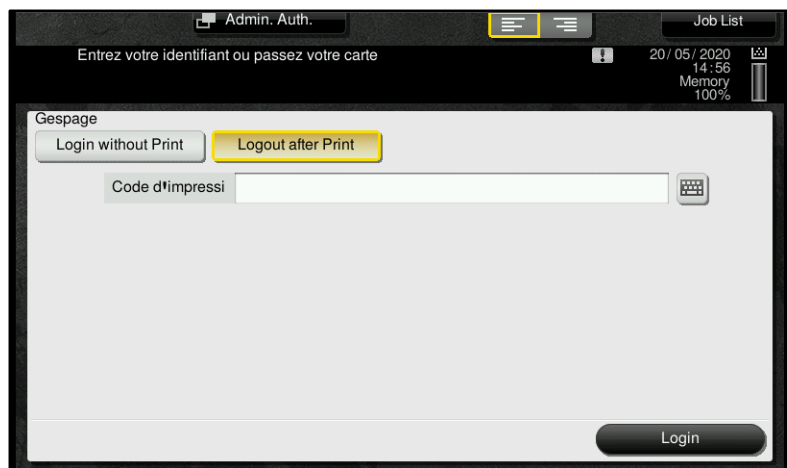 Admin. Auth.
Job List
Entrez votre identifiant ou passez votre carte
20/05/2020
14:56
Memory
100%
Gespage
Login without Print
Logout after Print
Code d'impressi
Login